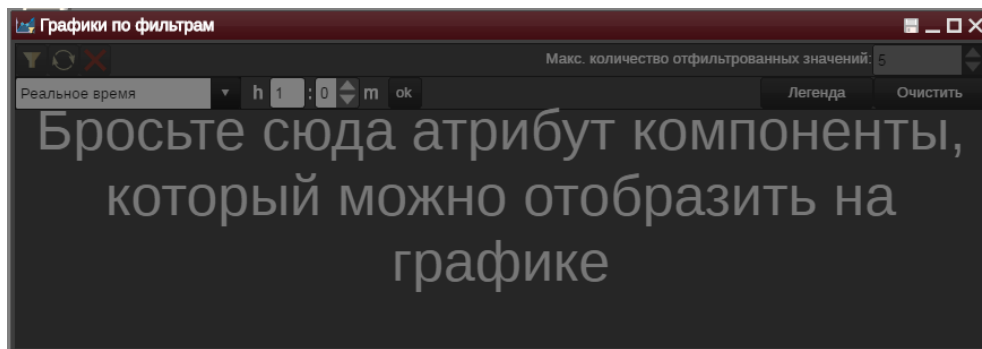 Графики по фильтрам
Макс. количество отфильтрованных значений: 5
Реальное время h 1 : 0 m ok Легенда Очистить
Бросьте сюда атрибут компоненты,
который можно отобразить на
графике